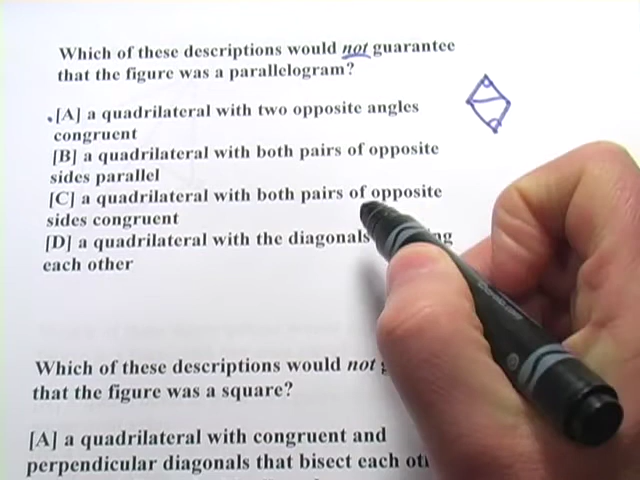 Which of these descriptions would not guarantee
that the figure was a parallelogram?
[A] a quadrilateral with two opposite angles
congruent
[B] a quadrilateral with both pairs of opposite
sides parallel
[C] a quadrilateral with both pairs of opposite
sides congruent
[D] a quadrilateral with the diagonals
each other
Which of these descriptions would not
that the figure was a square?
[A] a quadrilateral with congruent and
perpendicular diagonals that bisect each